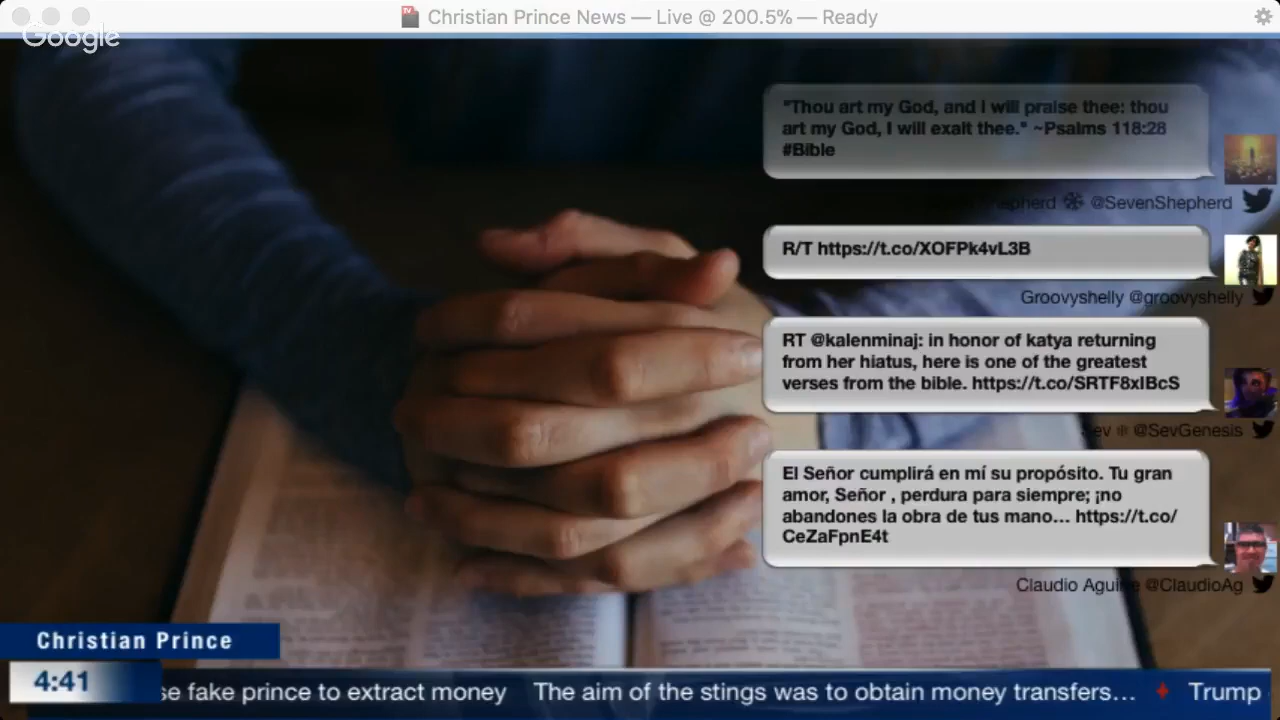 Christian Prince News — Live @ 200.5% — Ready
Google
"Thou art my God, and I will praise thee: thou
art my God, I will exalt thee." ~Psalms 118:28
#Bible
@SevenShepherd
R/T https://t.co/XOFPk4vL3B
Groovyshelly @groovyshelly
RT @kalenminaj: in honor of katya returning
from her hiatus, here is one of the greatest
verses from the bible. https://t.co/SRTF8xIBcS
@SevGenesis
El Señor cumplirá en mí su propósito. Tu gran
amor, Señor , perdura para siempre; ¡no
abandones la obra de tus mano... https://t.co/
CeZaFpnE4t
Claudio Aguirre @ClaudioAg
Christian Prince
4:41
se fake prince to extract money The aim of the stings was to obtain money transfers... Trump